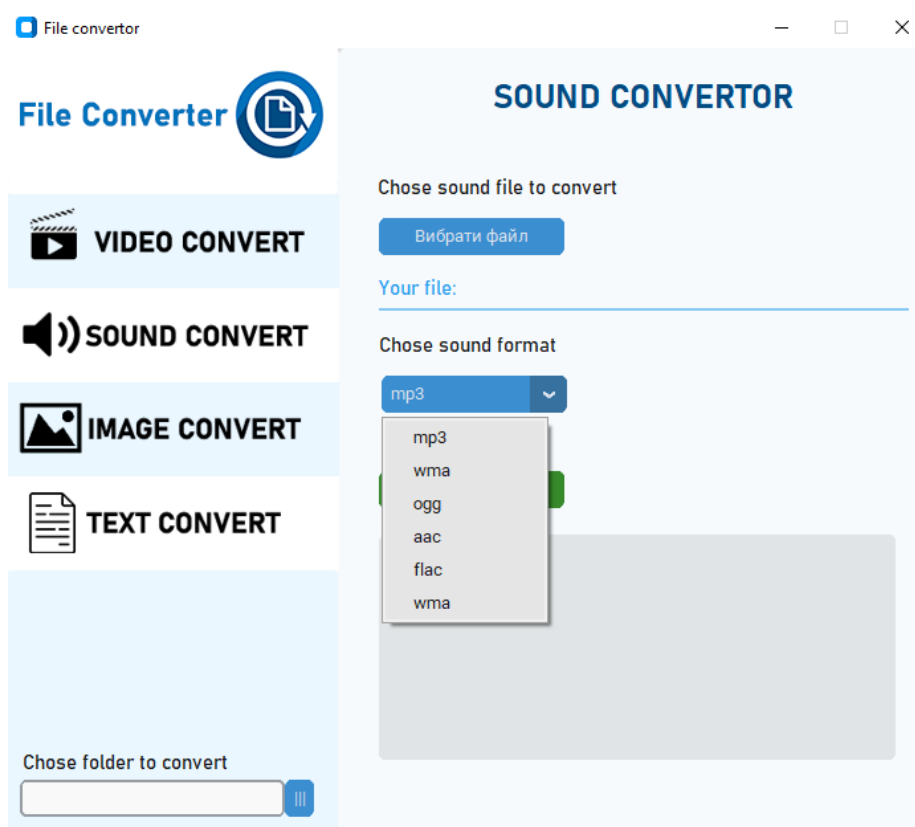 File convertor
File Converter
VIDEO CONVERT
SOUND CONVERT
IMAGE CONVERT
TEXT CONVERT
Chose folder to convert
SOUND CONVERTOR
Chose sound file to convert
Вибрати файл
Your file:
Chose sound format
mp3
mp3
wma
ogg
aac
flac
wma